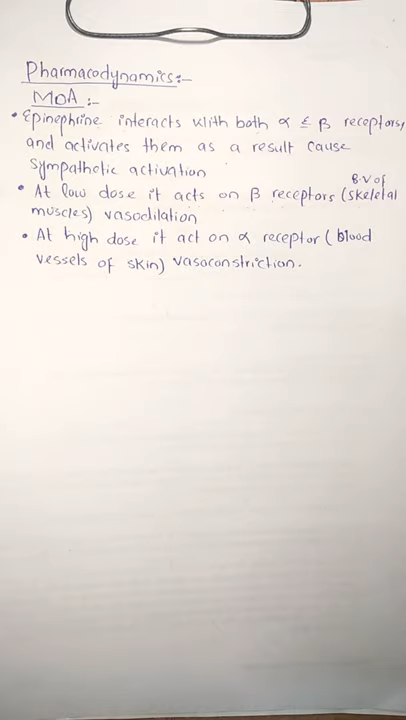 Pharmacodynamics:-
MOA :-
• Epinephrine interacts with both α & β receptors,
and activates them as a result cause
sympathetic activation
B.V of
• At low dose it acts on β receptors (skeletal
muscles) vasodilation
• At high dose it act on α receptor (blood
vessels of skin) vasoconstriction.